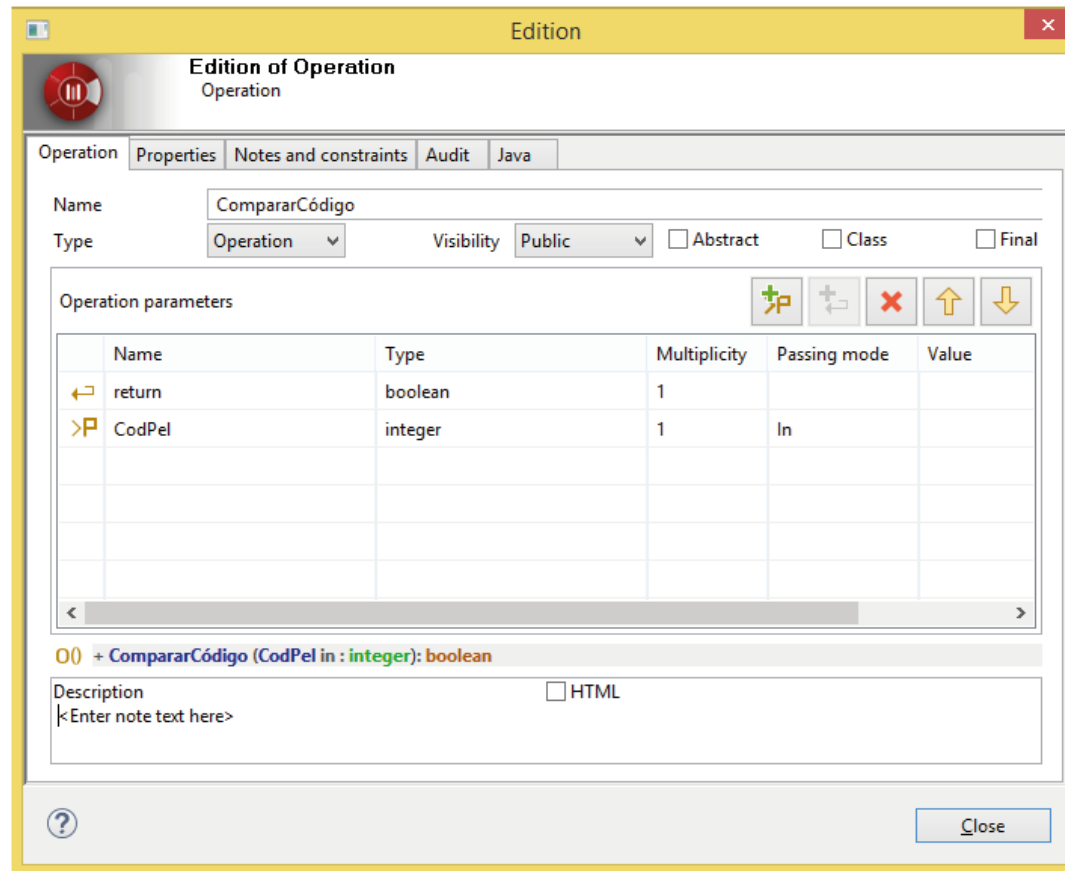 Edition
Edition of Operation
Operation
Operation Properties Notes and constraints Audit Java
Name CompararCódigo
Type Operation Visibility Public Abstract Class Final
Operation parameters
Name Type Multiplicity Passing mode Value
return boolean 1
>P CodPel integer 1 In
O() + CompararCódigo (CodPel in : integer): boolean
Description HTML
<Enter note text here>
? Close